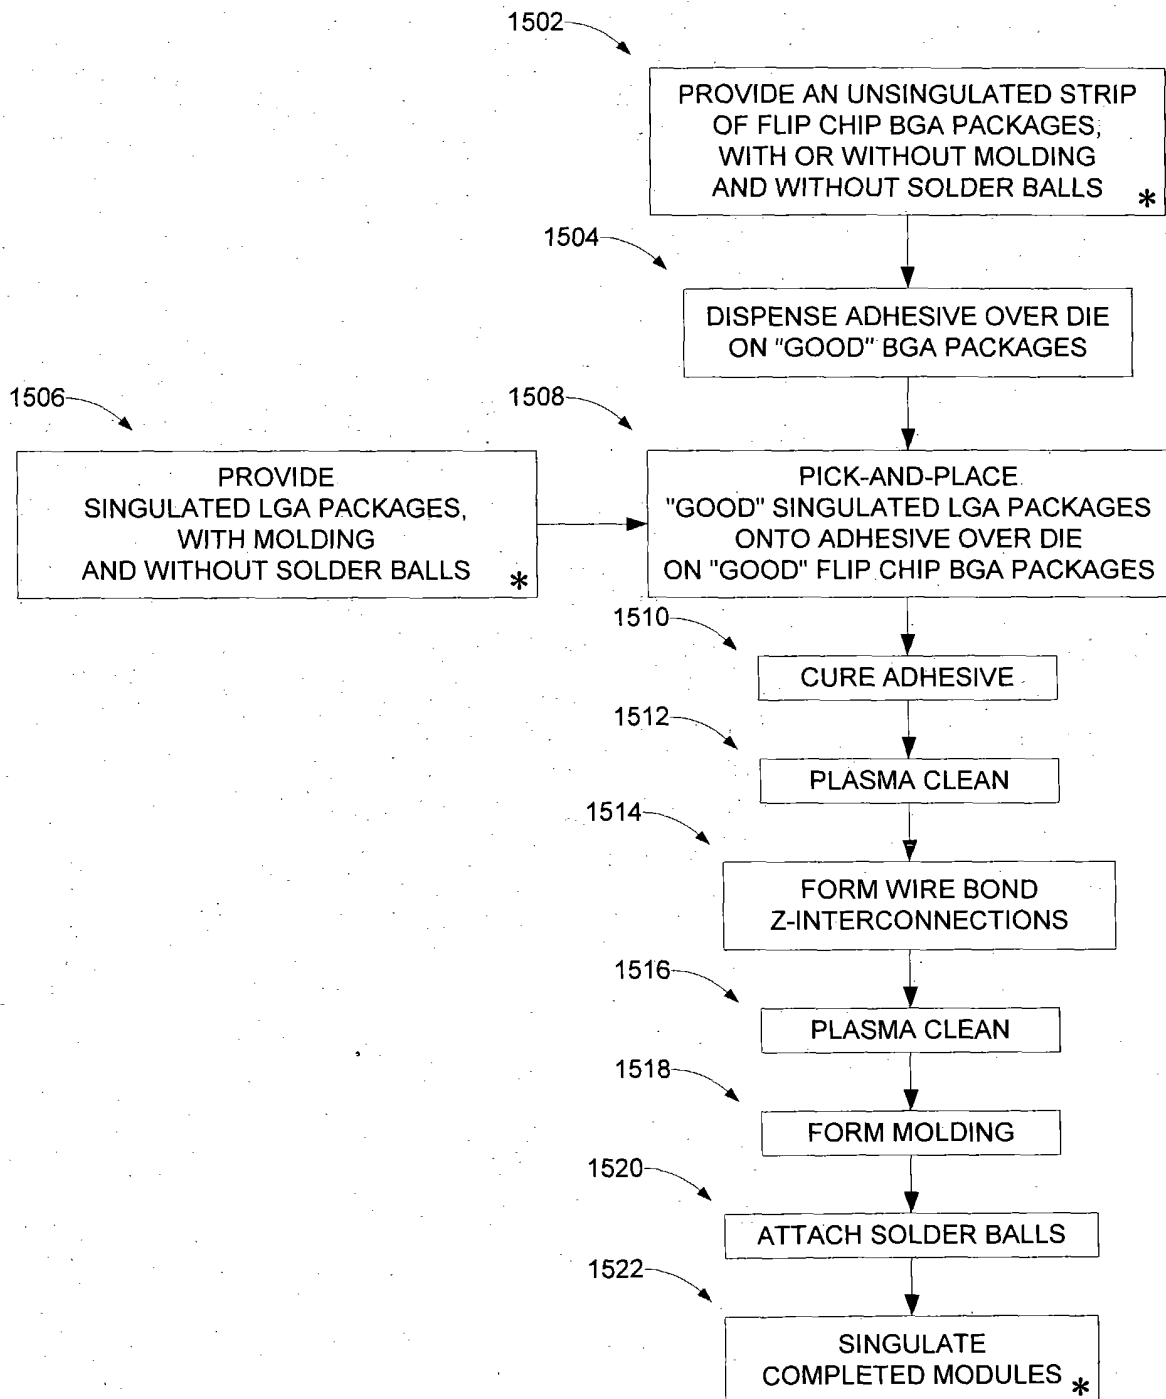 1502
PROVIDE AN UNSINGULATED STRIP
OF FLIP CHIP BGA PACKAGES,
WITH OR WITHOUT MOLDING
AND WITHOUT SOLDER BALLS *
1504
DISPENSE ADHESIVE OVER DIE
ON "GOOD" BGA PACKAGES
1506
PROVIDE
SINGULATED LGA PACKAGES,
WITH MOLDING
AND WITHOUT SOLDER BALLS *
1508
PICK-AND-PLACE
"GOOD" SINGULATED LGA PACKAGES
ONTO ADHESIVE OVER DIE
ON "GOOD" FLIP CHIP BGA PACKAGES
1510
CURE ADHESIVE
1512
PLASMA CLEAN
1514
FORM WIRE BOND
Z-INTERCONNECTIONS
1516
PLASMA CLEAN
1518
FORM MOLDING
1520
ATTACH SOLDER BALLS
1522
SINGULATE
COMPLETED MODULES *